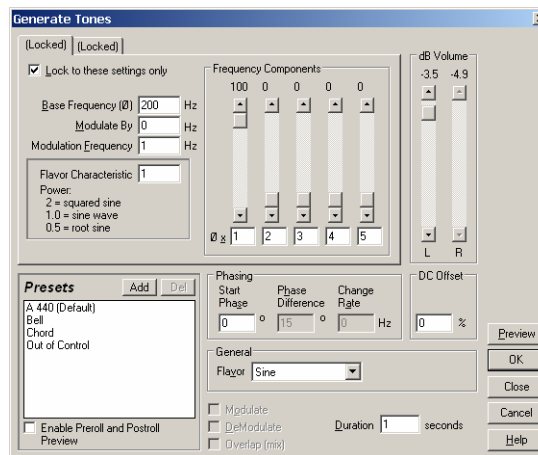 Generate Tones
(Locked) (Locked)
Lock to these settings only
Base Frequency (Ø) 200 Hz
Modulate By 0 Hz
Modulation Frequency 1 Hz
Flavor Characteristic 1
Power:
2 = squared sine
1.0 = sine wave
0.5 = root sine
Frequency Components
100 0 0 0 0
Ø x 1 2 3 4 5
dB Volume
-3.5 -4.9
L R
Presets Add Del
A 440 (Default)
Bell
Chord
Out of Control
Enable Preroll and Postroll
Preview
Phasing
Start Phase Phase Difference Change Rate
0 ° 15 ° 0 Hz
DC Offset
0 %
General
Flavor Sine
Modulate
DeModulate
Overlap (mix)
Duration 1 seconds
Preview
OK
Close
Cancel
Help